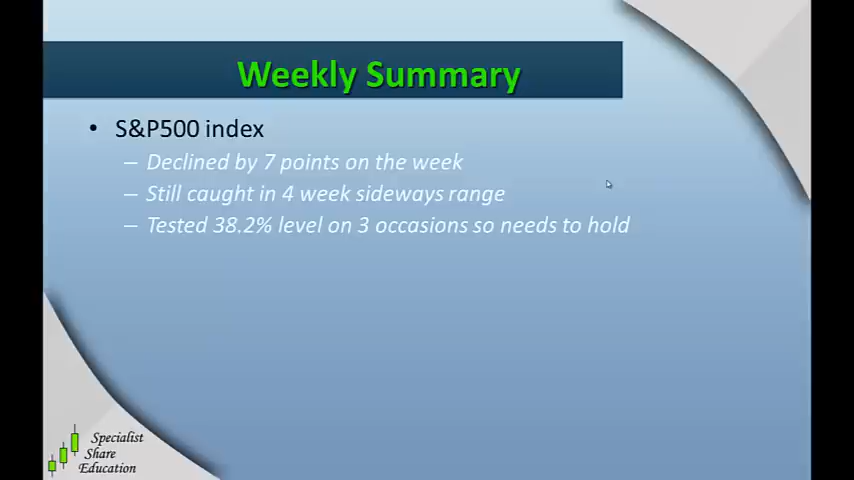 Weekly Summary
• S&P500 index
– Declined by 7 points on the week
– Still caught in 4 week sideways range
– Tested 38.2% level on 3 occasions so needs to hold
Specialist
Share
Education